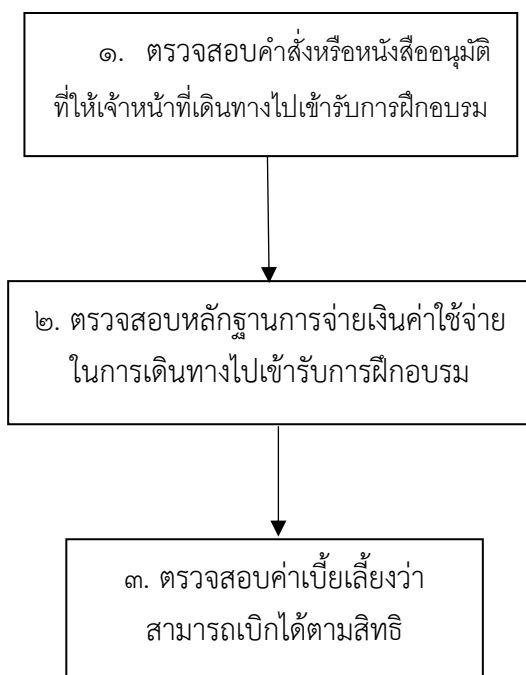 ๑. ตรวจสอบคำสั่งหรือหนังสืออนุมัติ
ที่ให้เจ้าหน้าที่เดินทางไปเข้ารับการฝึกอบรม
๒. ตรวจสอบหลักฐานการจ่ายเงินค่าใช้จ่าย
ในการเดินทางไปเข้ารับการฝึกอบรม
๓. ตรวจสอบค่าเบี้ยเลี้ยงว่า
สามารถเบิกได้ตามสิทธิ